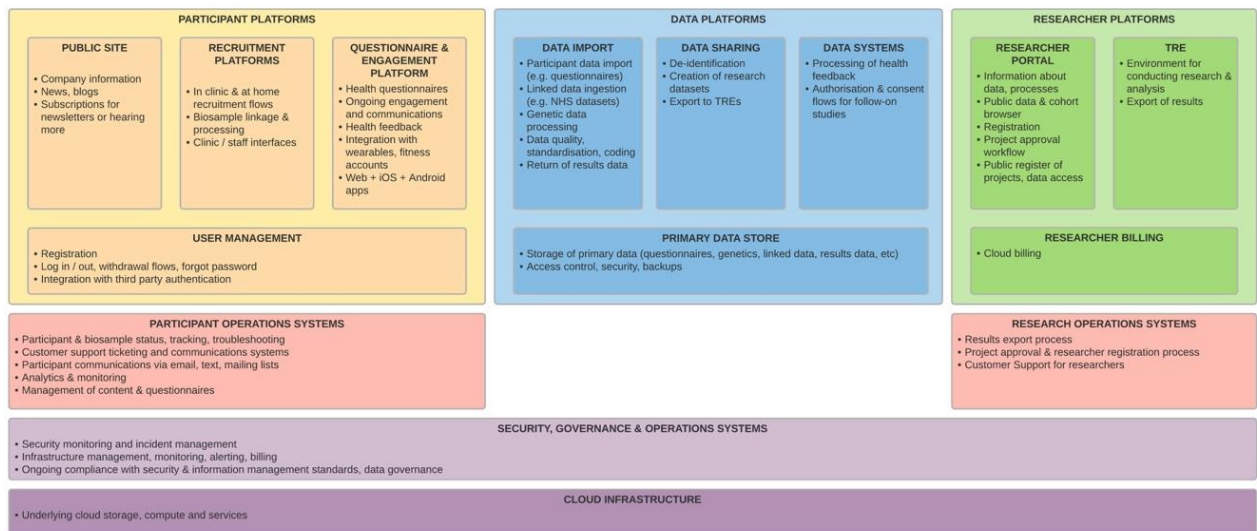 PARTICIPANT PLATFORMS
PUBLIC SITE
• Company information
• News, blogs
• Subscriptions for
newsletters or hearing
more
RECRUITMENT
PLATFORMS
• In clinic & at home
recruitment flows
• Biosample linkage &
processing
• Clinic / staff interfaces
QUESTIONNAIRE &
ENGAGEMENT
PLATFORM
• Health questionnaires
• Ongoing engagement
and communications
• Health feedback
• Integration with
wearables, fitness
accounts
• Web + iOS + Android
apps
USER MANAGEMENT
• Registration
• Log in / out, withdrawal flows, forgot password
• Integration with third party authentication
DATA PLATFORMS
DATA IMPORT
• Participant data import
(e.g. questionnaires)
• Linked data ingestion
(e.g. NHS datasets)
• Genetic data
processing
• Data quality,
standardisation, coding
• Return of results data
DATA SHARING
• De-identification
• Creation of research
datasets
• Export to TREs
DATA SYSTEMS
• Processing of health
feedback
• Authorisation & consent
flows for follow-on
studies
PRIMARY DATA STORE
• Storage of primary data (questionnaires, genetics, linked data, results data, etc)
• Access control, security, backups
RESEARCHER PLATFORMS
RESEARCHER
PORTAL
• Information about
data, processes
• Public data & cohort
browser
• Registration
• Project approval
workflow
• Public register of
projects, data access
TRE
• Environment for
conducting research &
analysis
• Export of results
RESEARCHER BILLING
• Cloud billing
PARTICIPANT OPERATIONS SYSTEMS
• Participant & biosample status, tracking, troubleshooting
• Customer support ticketing and communications systems
• Participant communications via email, text, mailing lists
• Analytics & monitoring
• Management of content & questionnaires
RESEARCH OPERATIONS SYSTEMS
• Results export process
• Project approval & researcher registration process
• Customer Support for researchers
SECURITY, GOVERNANCE & OPERATIONS SYSTEMS
• Security monitoring and incident management
• Infrastructure management, monitoring, alerting, billing
• Ongoing compliance with security & information management standards, data governance
CLOUD INFRASTRUCTURE
• Underlying cloud storage, compute and services